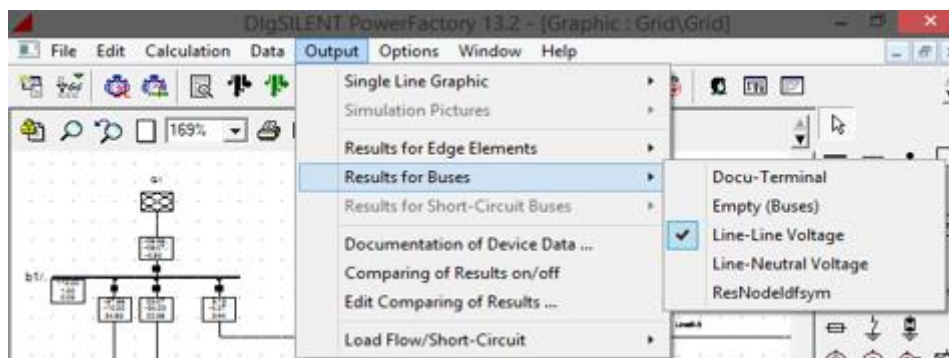 DIgSILENT PowerFactory 13.2 - [Graphic : Grid\Grid]
File Edit Calculation Data Output Options Window Help
169%
Single Line Graphic
Simulation Pictures
Results for Edge Elements
Results for Buses
Results for Short-Circuit Buses
Documentation of Device Data ...
Comparing of Results on/off
Edit Comparing of Results ...
Load Flow/Short-Circuit
Docu-Terminal
Empty (Buses)
Line-Line Voltage
Line-Neutral Voltage
ResNodeldfsym
b1/.